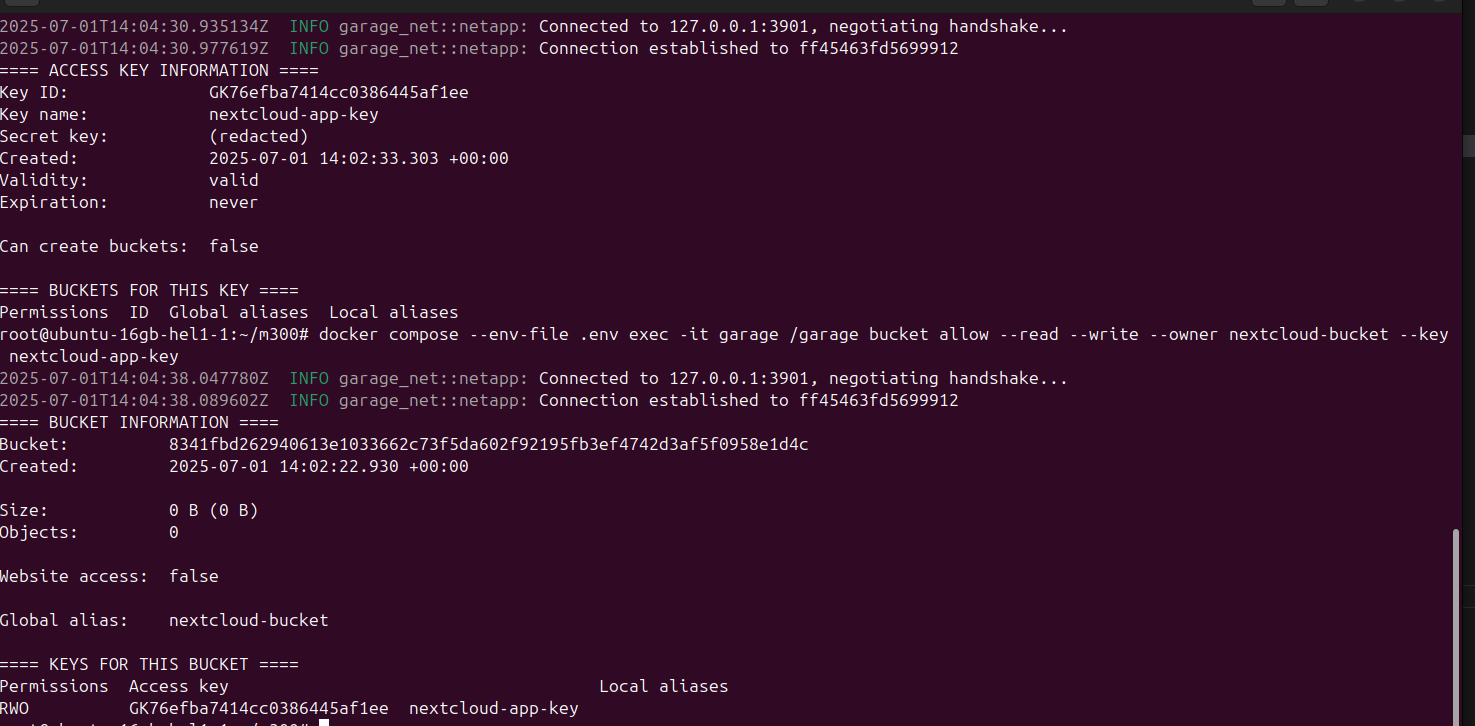 2025-07-01T14:04:30.935134Z  INFO garage_net::netapp: Connected to 127.0.0.1:3901, negotiating handshake...
2025-07-01T14:04:30.977619Z  INFO garage_net::netapp: Connection established to ff45463fd5699912
==== ACCESS KEY INFORMATION ====
Key ID:              GK76efba7414cc0386445af1ee
Key name:            nextcloud-app-key
Secret key:          (redacted)
Created:             2025-07-01 14:02:33.303 +00:00
Validity:            valid
Expiration:          never
Can create buckets:  false
==== BUCKETS FOR THIS KEY ====
Permissions  ID  Global aliases  Local aliases
root@ubuntu-16gb-hel1-1:~/m300# docker compose --env-file .env exec -it garage /garage bucket allow --read --write --owner nextcloud-bucket --key
nextcloud-app-key
2025-07-01T14:04:38.047780Z  INFO garage_net::netapp: Connected to 127.0.0.1:3901, negotiating handshake...
2025-07-01T14:04:38.089602Z  INFO garage_net::netapp: Connection established to ff45463fd5699912
==== BUCKET INFORMATION ====
Bucket:          8341fbd262940613e1033662c73f5da602f92195fb3ef4742d3af5f0958e1d4c
Created:         2025-07-01 14:02:22.930 +00:00
Size:            0 B (0 B)
Objects:         0
Website access:  false
Global alias:    nextcloud-bucket
==== KEYS FOR THIS BUCKET ====
Permissions  Access key                                     Local aliases
RWO          GK76efba7414cc0386445af1ee  nextcloud-app-key